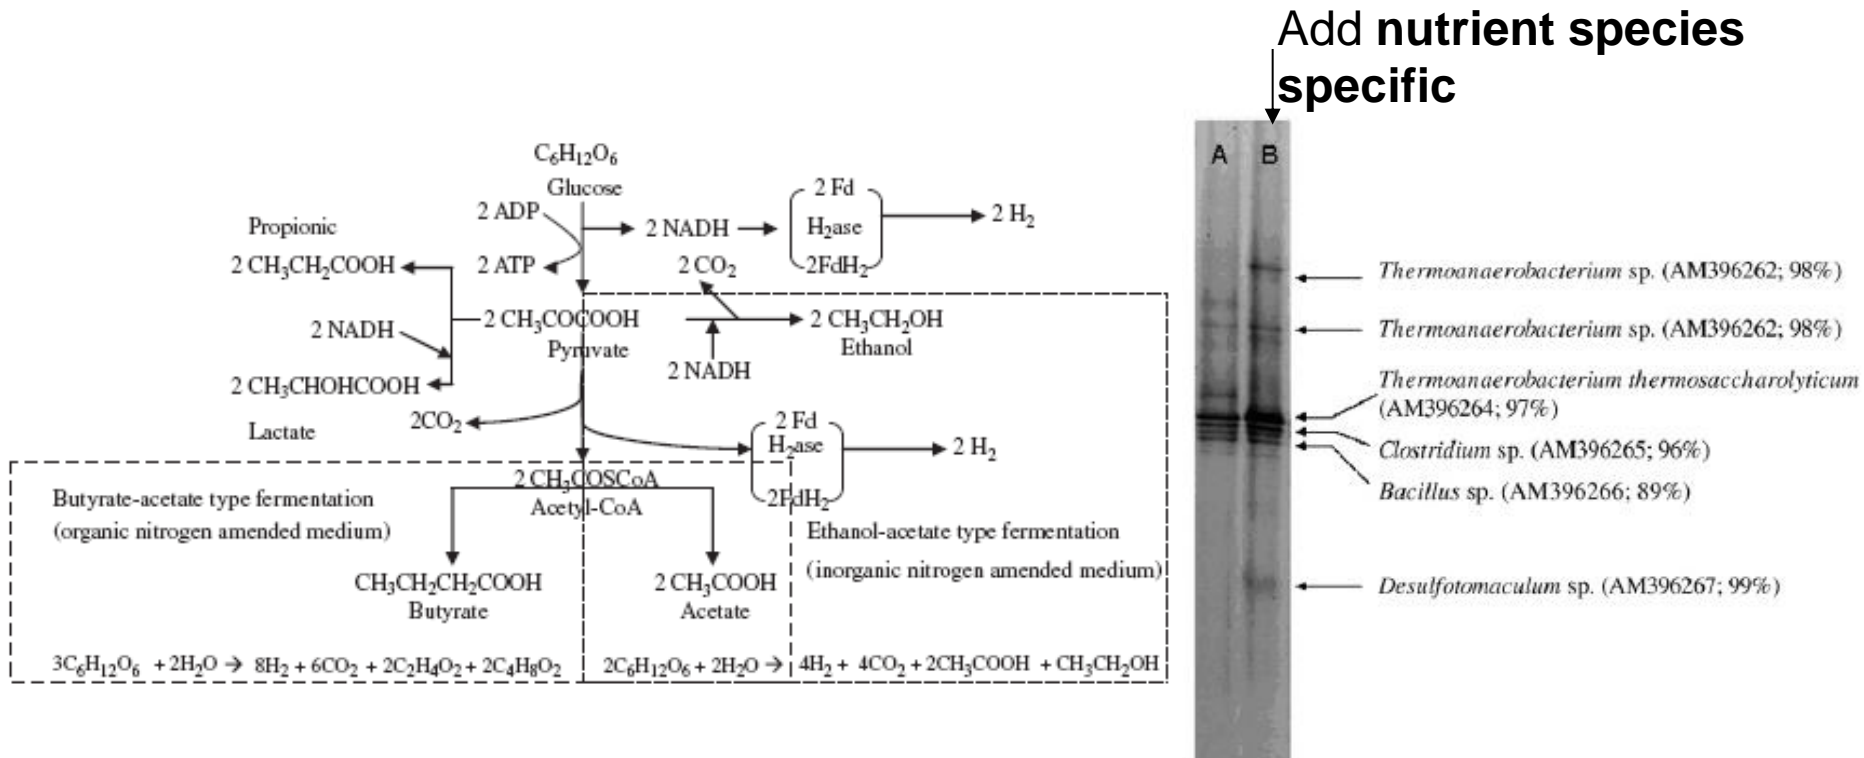 Add nutrient species
specific
C₆H₁₂O₆
Glucose
2 ADP
2 ATP
2 NADH
2 Fd
H₂ase
2FdH₂
2 H₂
Propionic
2 CH₃CH₂COOH
2 NADH
2 CH₃CHOHCOOH
Lactate
2 CO₂
2 CH₃COCOOH
Pyruvate
2 CH₃CH₂OH
Ethanol
2 NADH
2CO₂
2 Fd
H₂ase
2FdH₂
2 H₂
2 CH₃COSCoA
Acetyl-CoA
Butyrate-acetate type fermentation
(organic nitrogen amended medium)
Ethanol-acetate type fermentation
(inorganic nitrogen amended medium)
CH₃CH₂CH₂COOH
Butyrate
2 CH₃COOH
Acetate
3C₆H₁₂O₆ + 2H₂O → 8H₂ + 6CO₂ + 2C₂H₄O₂ + 2C₄H₈O₂
2C₆H₁₂O₆ + 2H₂O → 4H₂ + 4CO₂ + 2CH₃COOH + CH₃CH₂OH
A B
Thermoanaerobacterium sp. (AM396262; 98%)
Thermoanaerobacterium sp. (AM396262; 98%)
Thermoanaerobacterium thermosaccharolyticum
(AM396264; 97%)
Clostridium sp. (AM396265; 96%)
Bacillus sp. (AM396266; 89%)
Desulfotomaculum sp. (AM396267; 99%)